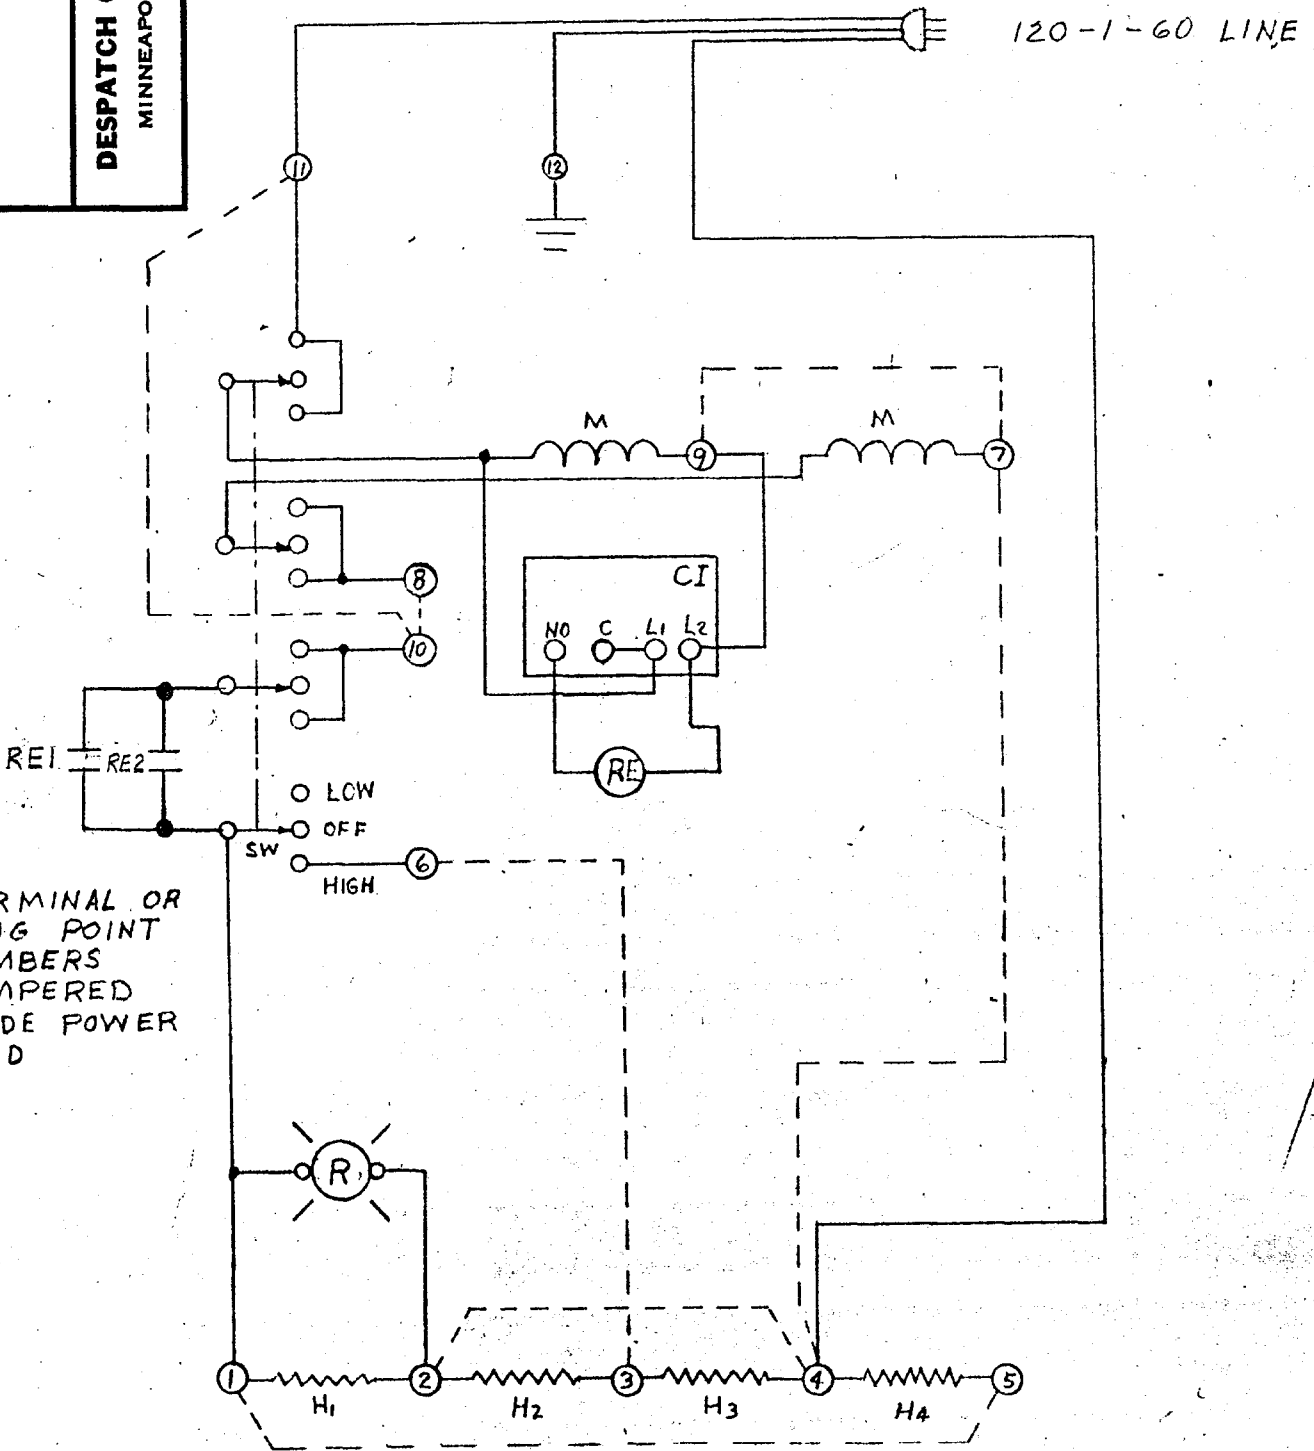 DESPATCH
MINNEAPO
120-1-60 LINE
11
12
M
9
M
7
8
CI
NO C L1 L2
10
RE1 RE2
RE
LOW
OFF
SW
6
HIGH
RMINAL OR
POINT
MBERS
MPERED
DE POWER
D
R
1 2 3 4 5
H1 H2 H3 H4